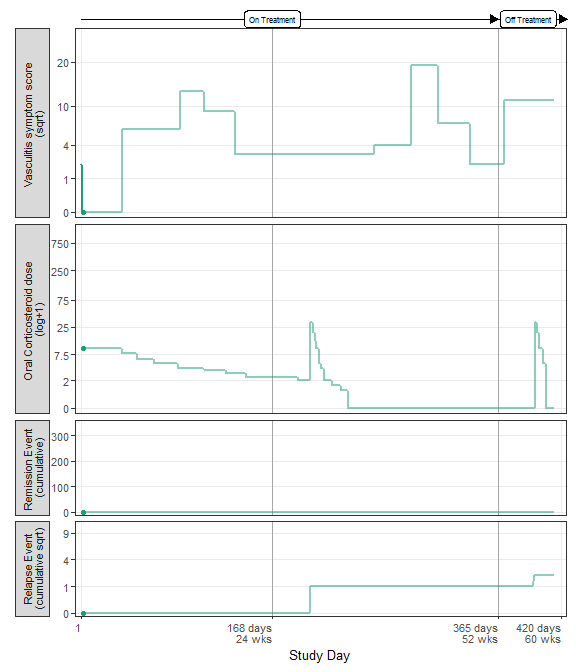 On Treatment
Off Treatment
Vasculitis symptom score
(sqrt)
20
10
4
1
0
Oral Corticosteroid dose
(log+1)
750
250
75
25
7.5
2
0
Remission Event
(cumulative)
300
200
100
0
Relapse Event
(cumulative sqrt)
9
4
1
0
1
168 days
24 wks
365 days
52 wks
420 days
60 wks
Study Day